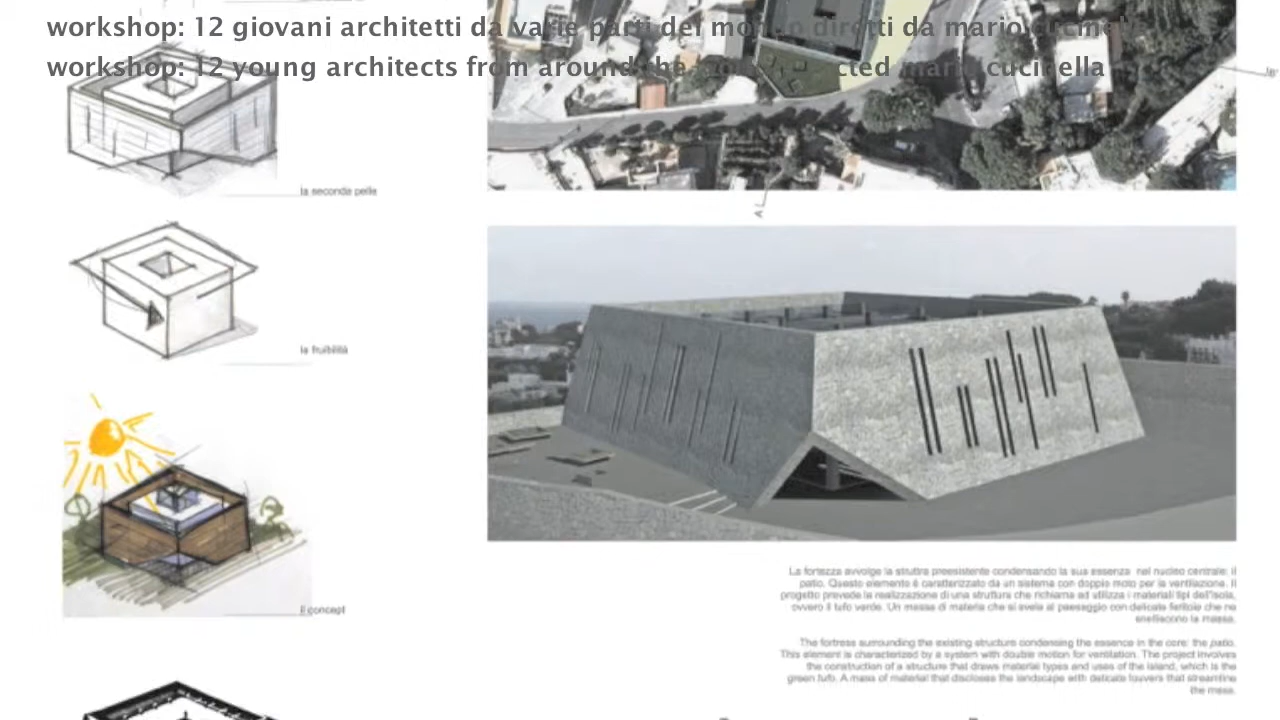 workshop: 12 giovani architetti da varie parti del mondo diretti da mario cucinella
workshop: 12 young architects from around the cted mario cucinella
la seconda pelle
A
la fruibilità
il concept
La fortezza avvolge la struttra preesistente condensando la sua essenza nel nucleo centrale: il
patio. Questo elemento è caratterizzato da un sistema con doppio moto per la ventilazione. Il
progetto prevede la realizzazione di una struttura che richiama ed utilizza i materiali tipi dell'isola,
ovvero il tufo verde. Un massa di materia che si svela al paesaggio con delicate feritoie che ne
snelliscono la massa.
The fortress surrounding the existing structure condensing the essence in the core: the patio.
This element is characterized by a system with double motion for ventilation. The project involves
the construction of a structure that draws material types and uses of the island, which is the
green tufo. A mass of material that discloses the landscape with delicate louvers that streamline
the mass.